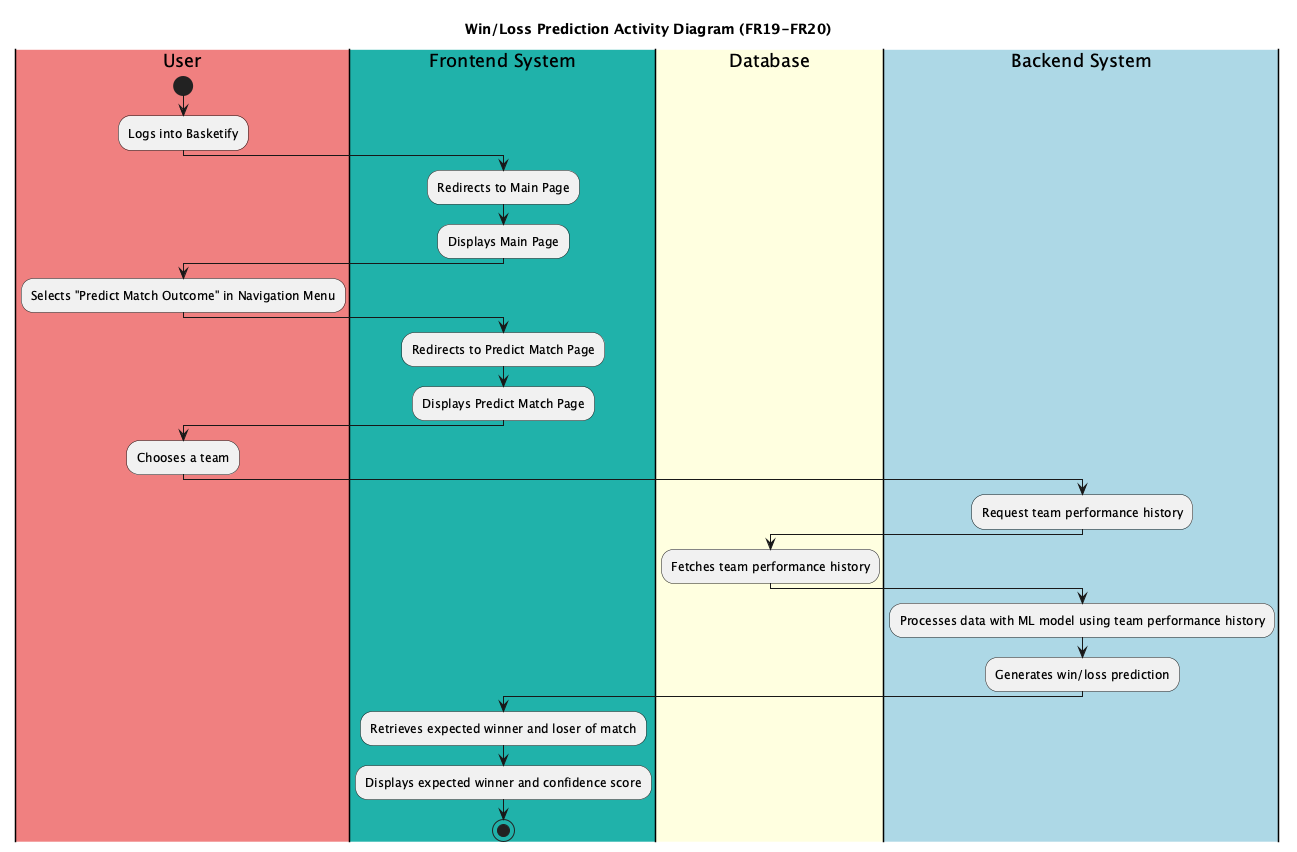 Win/Loss Prediction Activity Diagram (FR19-FR20)
User
Frontend System
Database
Backend System
Logs into Basketify
Redirects to Main Page
Displays Main Page
Selects "Predict Match Outcome" in Navigation Menu
Redirects to Predict Match Page
Displays Predict Match Page
Chooses a team
Request team performance history
Fetches team performance history
Processes data with ML model using team performance history
Generates win/loss prediction
Retrieves expected winner and loser of match
Displays expected winner and confidence score